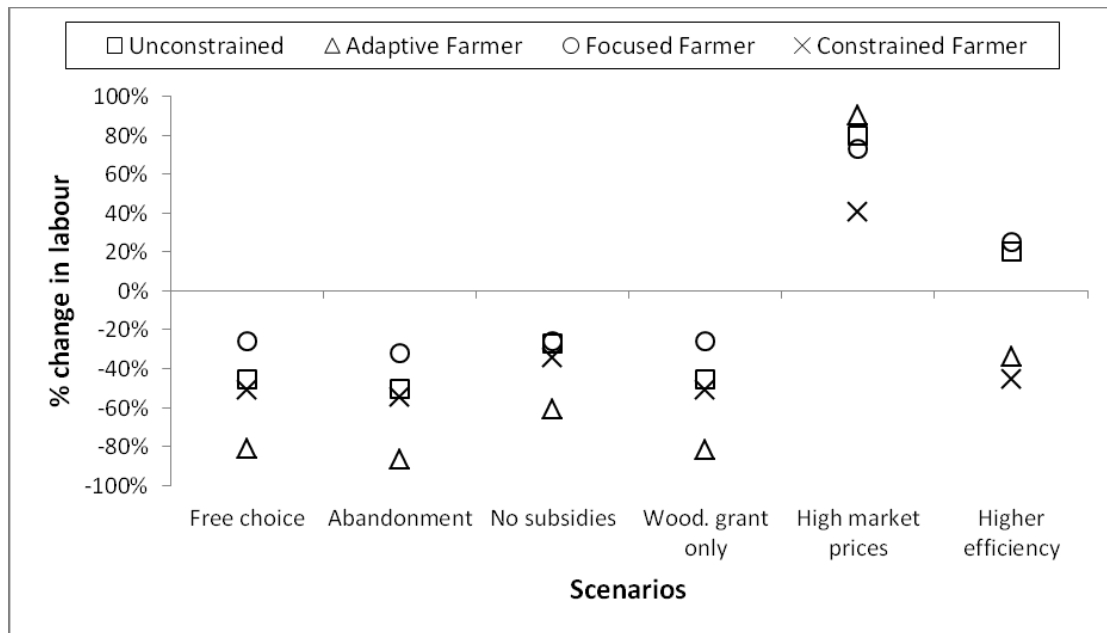 Unconstrained Adaptive Farmer Focused Farmer Constrained Farmer
100%
80%
60%
40%
20%
0%
-20%
-40%
-60%
-80%
-100%
% change in labour
Free choice Abandonment No subsidies Wood. grant High market Higher
only prices efficiency
Scenarios